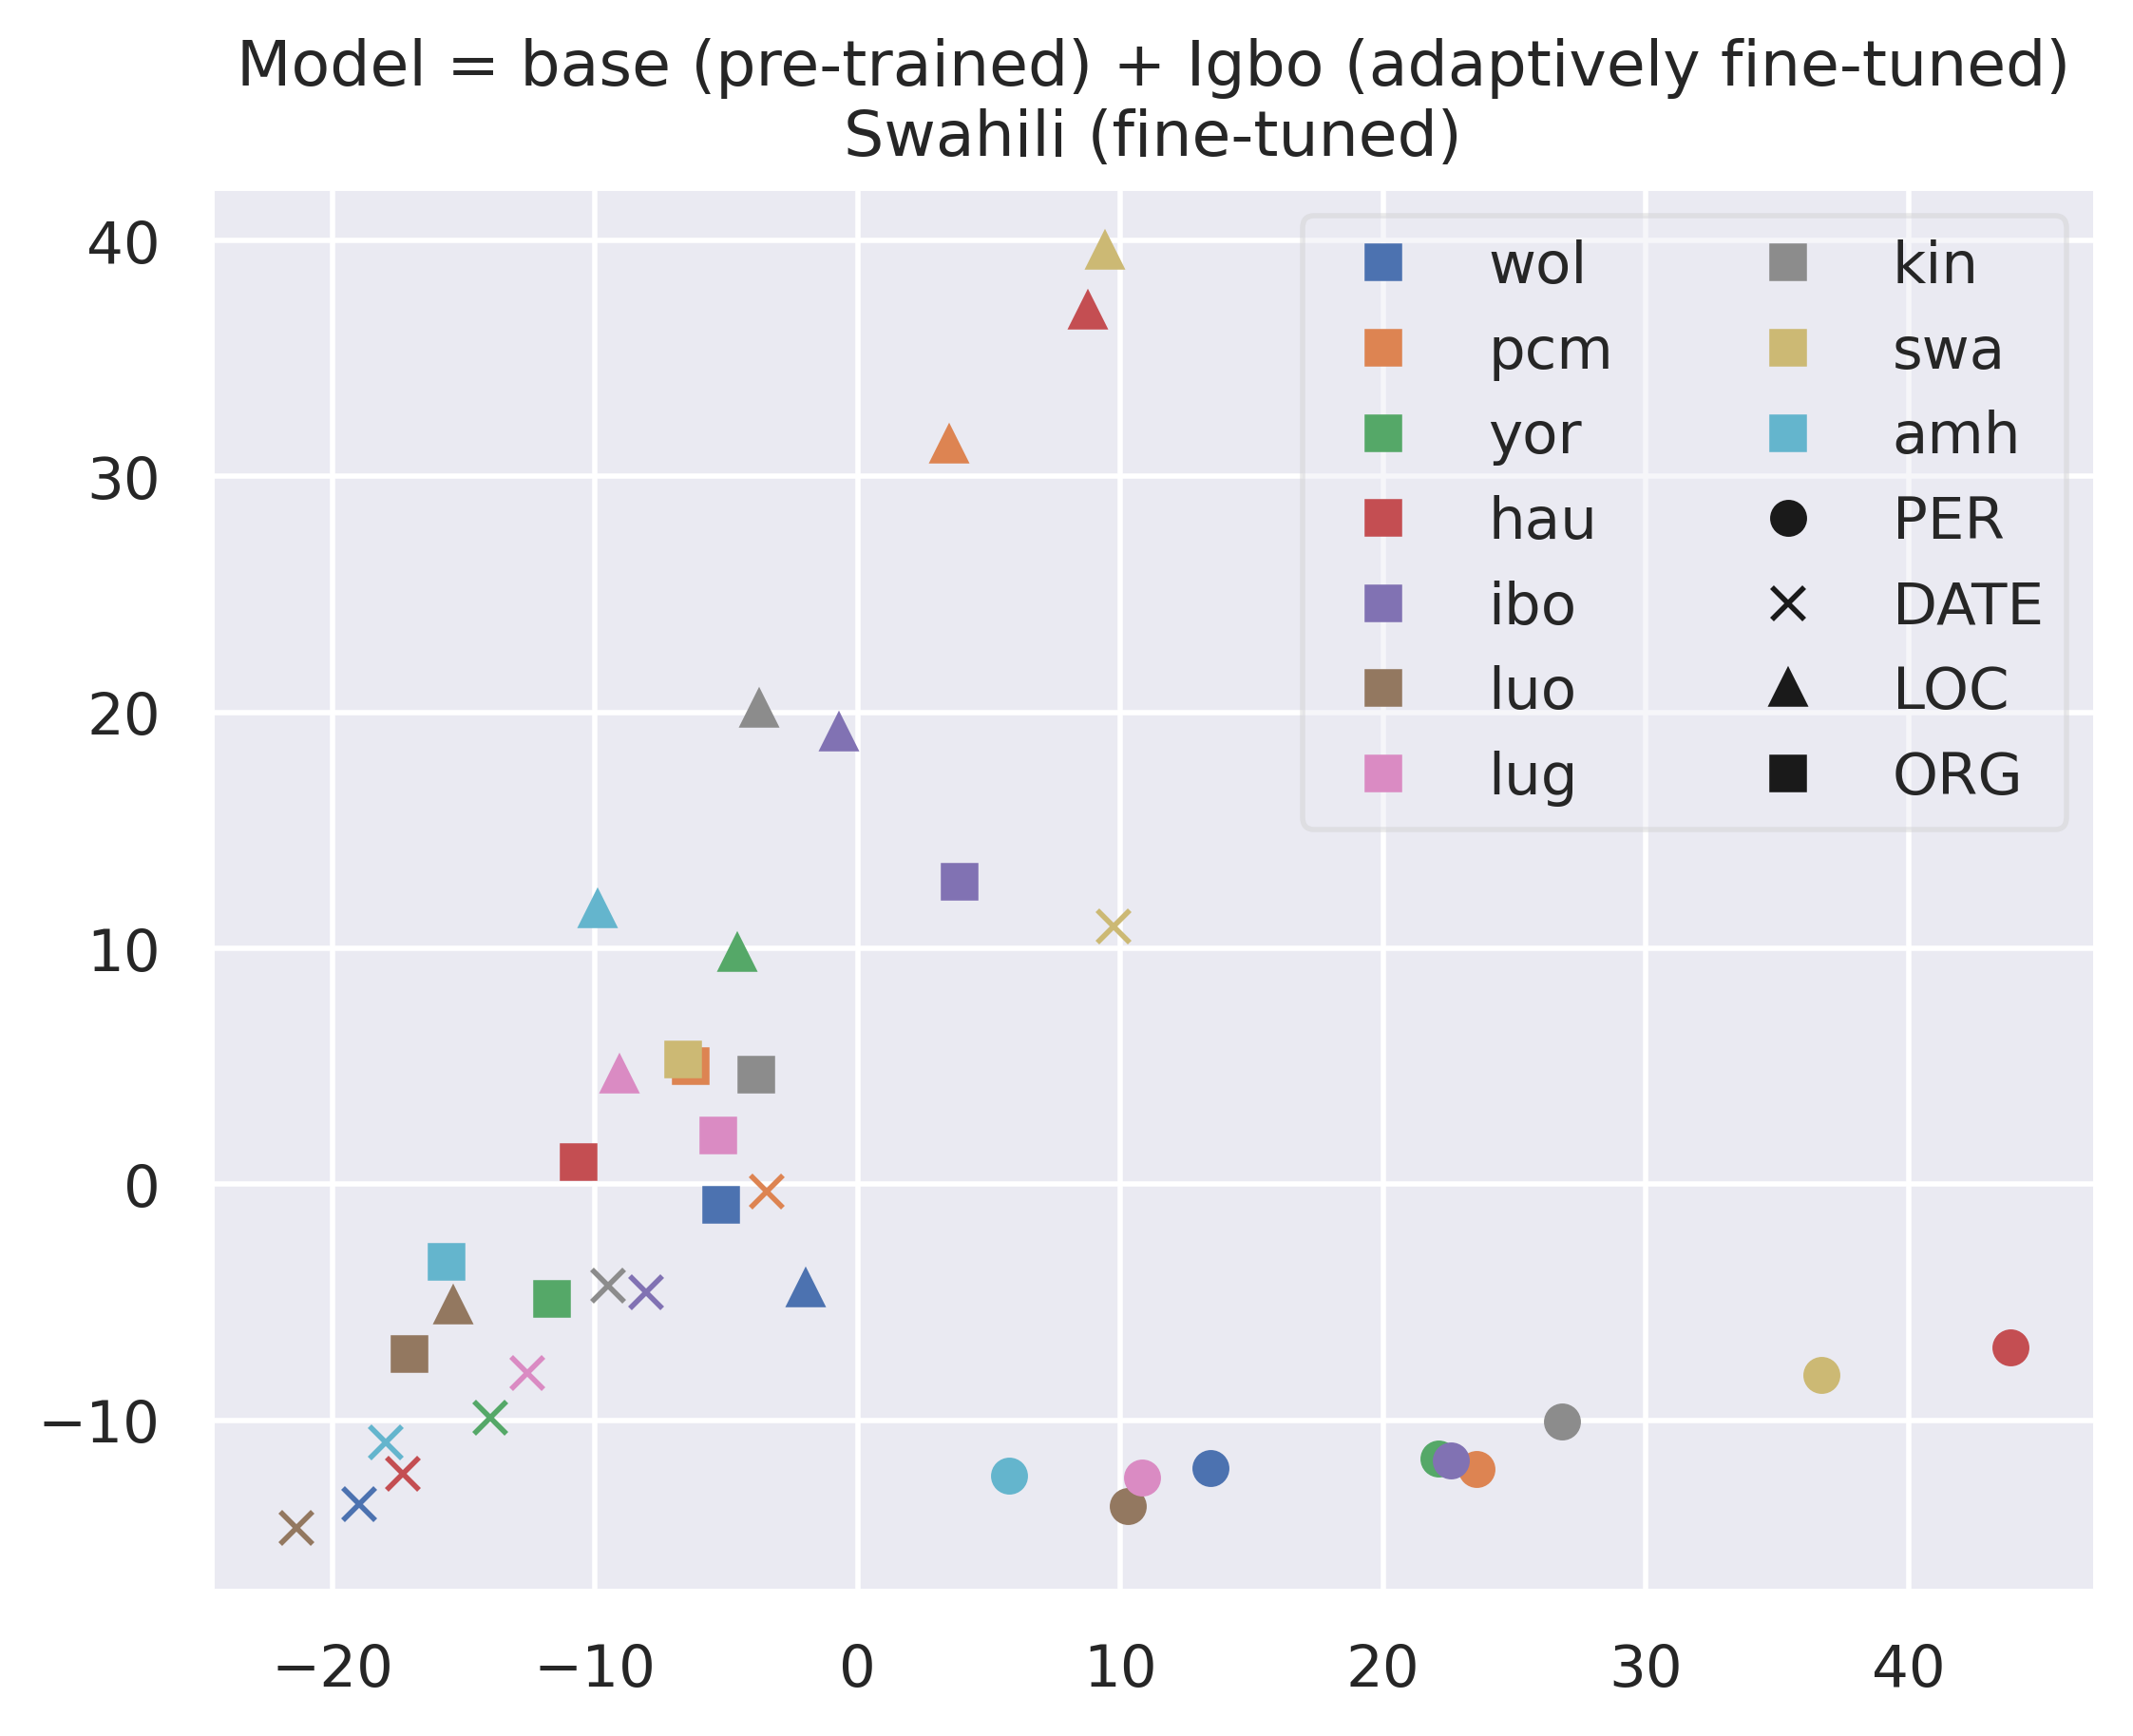 Model = base (pre-trained) + Igbo (adaptively fine-tuned)
Swahili (fine-tuned)
40
30
20
10
0
−10
wol
pcm
yor
hau
ibo
luo
lug
kin
swa
amh
PER
DATE
LOC
ORG
−20 −10 0 10 20 30 40